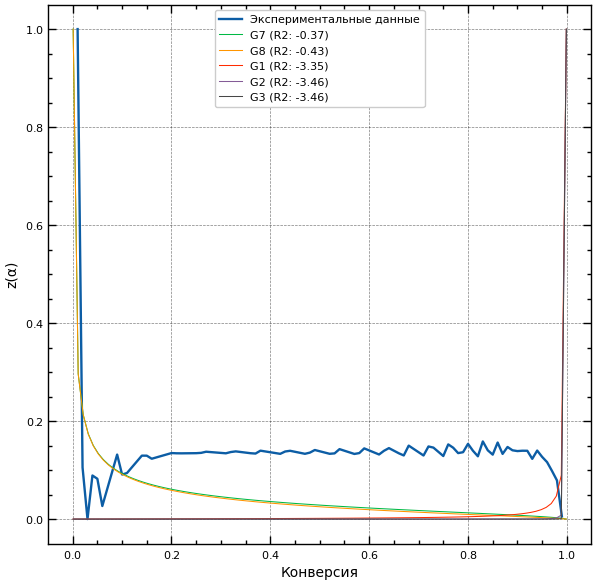 Экспериментальные данные
G7 (R2: -0.37)
G8 (R2: -0.43)
G1 (R2: -3.35)
G2 (R2: -3.46)
G3 (R2: -3.46)
z(α)
1.0
0.8
0.6
0.4
0.2
0.0
0.0 0.2 0.4 0.6 0.8 1.0
Конверсия